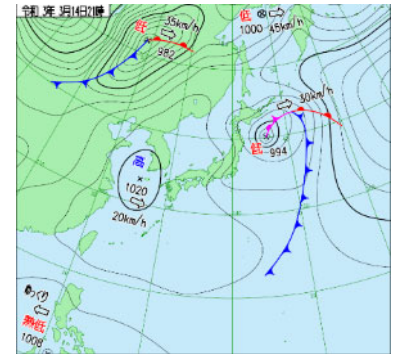 令和 3年 3月14日21時
35km/h
低
982
低
1000 45km/h
30km/h
低
994
高
1020
20km/h
ゆっくり
熱低
1008